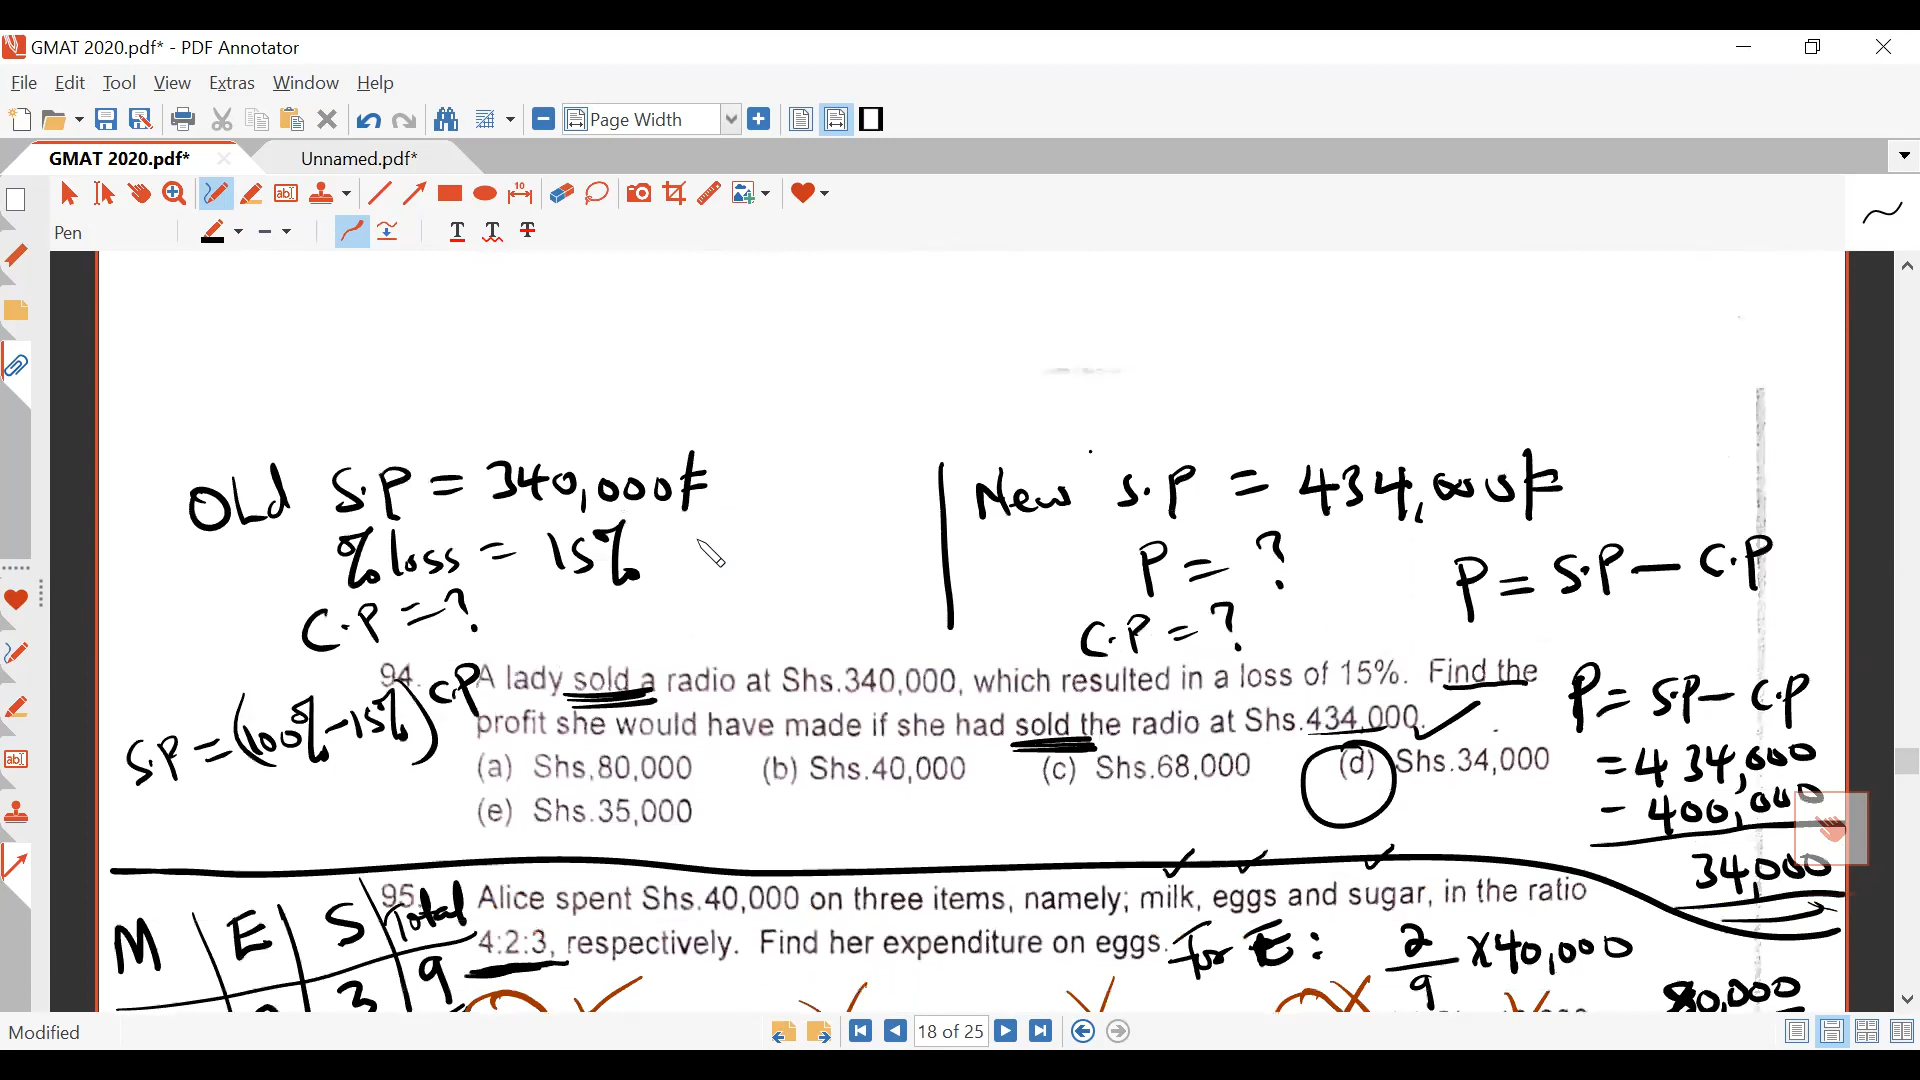 GMAT 2020.pdf* - PDF Annotator
File Edit Tool View Extras Window Help
Page Width
GMAT 2020.pdf* Unnamed.pdf*
Pen
Old S.P = 340,000/=
% loss = 15%
C.P = ?
New S.P = 434,000/=
P = ?
C.P = ?
P = S.P - C.P
S.P = (100% - 15%) C.P
94. A lady sold a radio at Shs.340,000, which resulted in a loss of 15%. Find the
profit she would have made if she had sold the radio at Shs.434,000.
(a) Shs,80,000 (b) Shs.40,000 (c) Shs.68,000 (d) Shs.34,000
(e) Shs.35,000
P = S.P - C.P
= 434,000
- 400,000
34,000
95. Alice spent Shs.40,000 on three items, namely; milk, eggs and sugar, in the ratio
4:2:3, respectively. Find her expenditure on eggs.
M E S Total
3 9
For E: 2/9 x 40,000
80,000
Modified
18 of 25